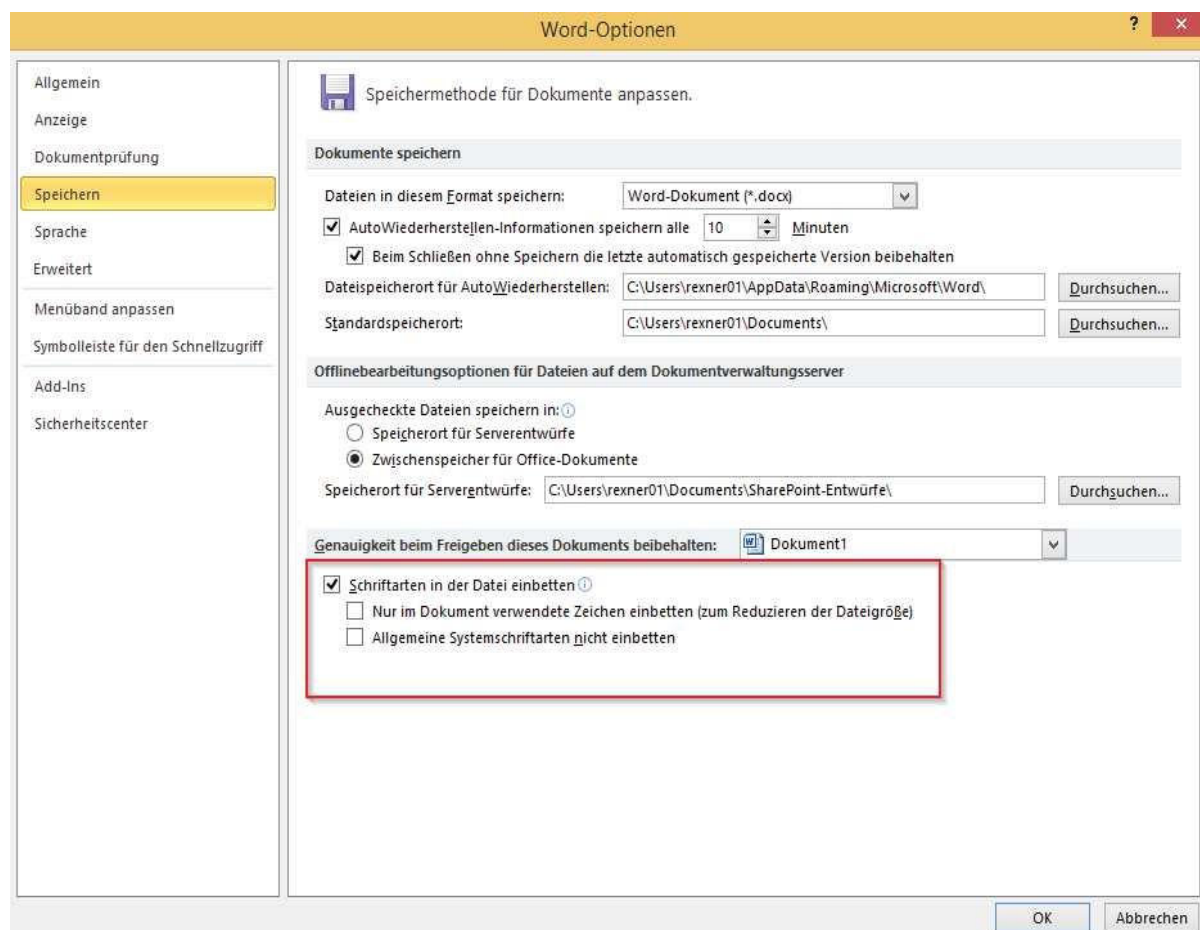 Word-Optionen
?
Allgemein
Anzeige
Dokumentprüfung
Speichern
Sprache
Erweitert
Menüband anpassen
Symbolleiste für den Schnellzugriff
Add-Ins
Sicherheitscenter
Speichermethode für Dokumente anpassen.
Dokumente speichern
Dateien in diesem Format speichern: Word-Dokument (*.docx)
AutoWiederherstellen-Informationen speichern alle 10 Minuten
Beim Schließen ohne Speichern die letzte automatisch gespeicherte Version beibehalten
Dateispeicherort für AutoWiederherstellen: C:\Users\rexner01\AppData\Roaming\Microsoft\Word\ Durchsuchen...
Standardspeicherort: C:\Users\rexner01\Documents\ Durchsuchen...
Offlinebearbeitungsoptionen für Dateien auf dem Dokumentverwaltungsserver
Ausgecheckte Dateien speichern in:
Speicherort für Serverentwürfe
Zwischenspeicher für Office-Dokumente
Speicherort für Serverentwürfe: C:\Users\rexner01\Documents\SharePoint-Entwürfe\ Durchsuchen...
Genauigkeit beim Freigeben dieses Dokuments beibehalten: Dokument1
Schriftarten in der Datei einbetten
Nur im Dokument verwendete Zeichen einbetten (zum Reduzieren der Dateigröße)
Allgemeine Systemschriftarten nicht einbetten
OK Abbrechen